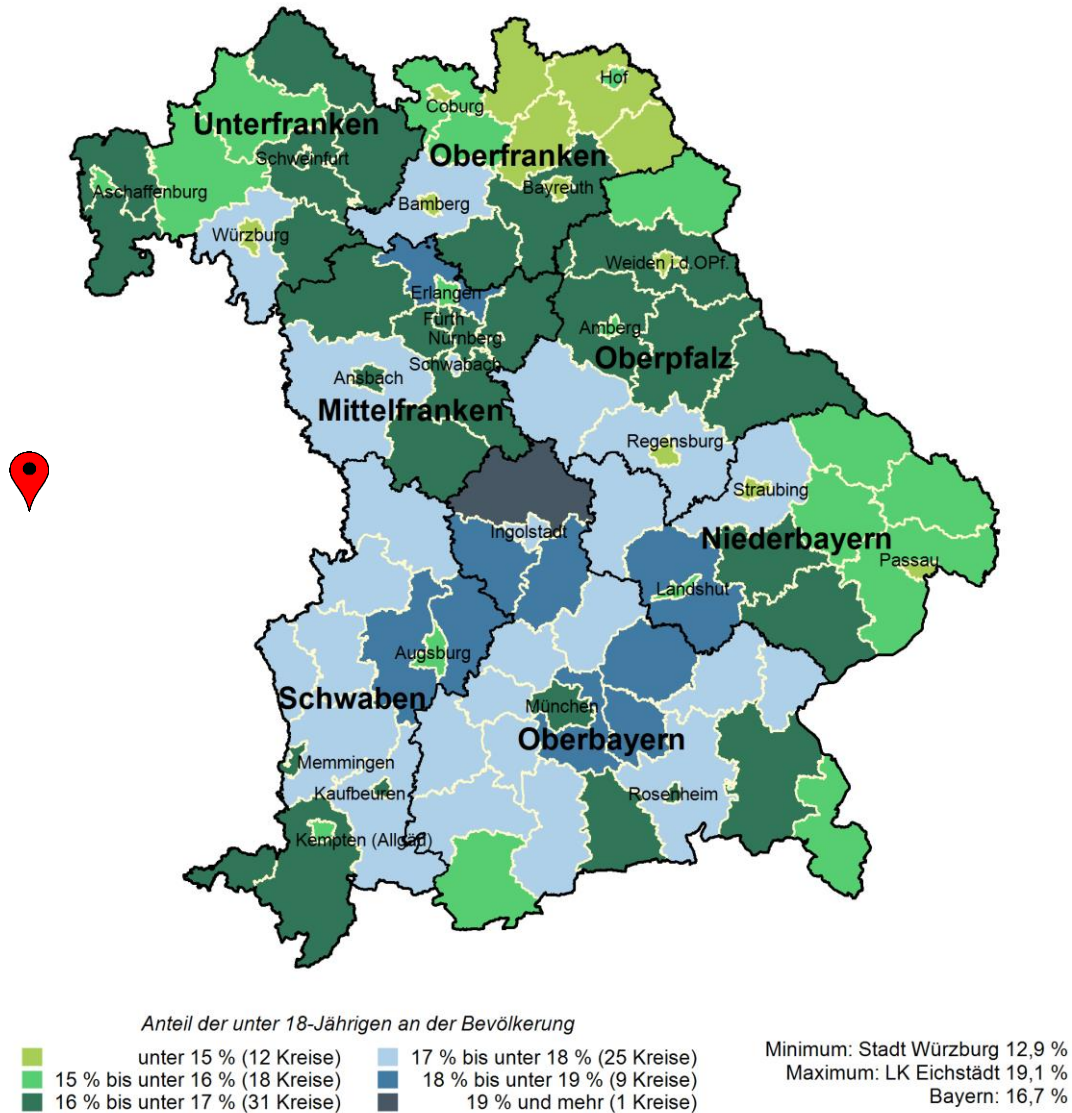 Hof
Coburg
Unterfranken
Oberfranken
Schweinfurt
Bayreuth
Aschaffenburg
Bamberg
Würzburg
Weiden i.d.OPf.
Erlangen
Fürth
Amberg
Nürnberg
Oberpfalz
Schwabach
Ansbach
Mittelfranken
Regensburg
Straubing
Ingolstadt
Niederbayern
Passau
Landshut
Augsburg
Schwaben
München
Oberbayern
Memmingen
Kaufbeuren
Rosenheim
Kempten (Allgäu)
Anteil der unter 18-Jährigen an der Bevölkerung
unter 15 % (12 Kreise)
15 % bis unter 16 % (18 Kreise)
16 % bis unter 17 % (31 Kreise)
17 % bis unter 18 % (25 Kreise)
18 % bis unter 19 % (9 Kreise)
19 % und mehr (1 Kreise)
Minimum: Stadt Würzburg 12,9 %
Maximum: LK Eichstädt 19,1 %
Bayern: 16,7 %